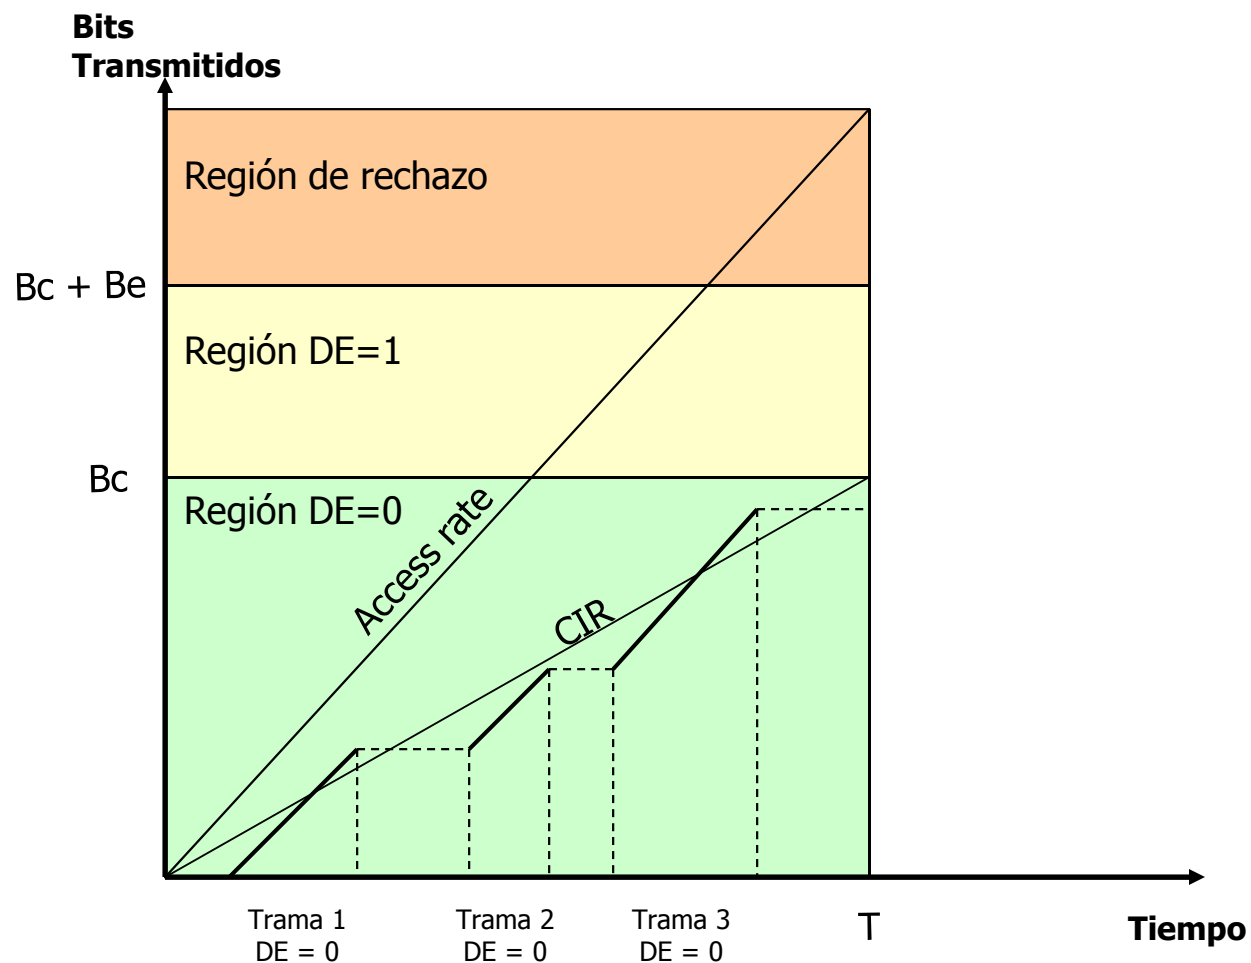 Bits
Transmitidos
Región de rechazo
Bc + Be
Región DE=1
Bc
Región DE=0
Access rate
CIR
Trama 1
DE = 0
Trama 2
DE = 0
Trama 3
DE = 0
T
Tiempo